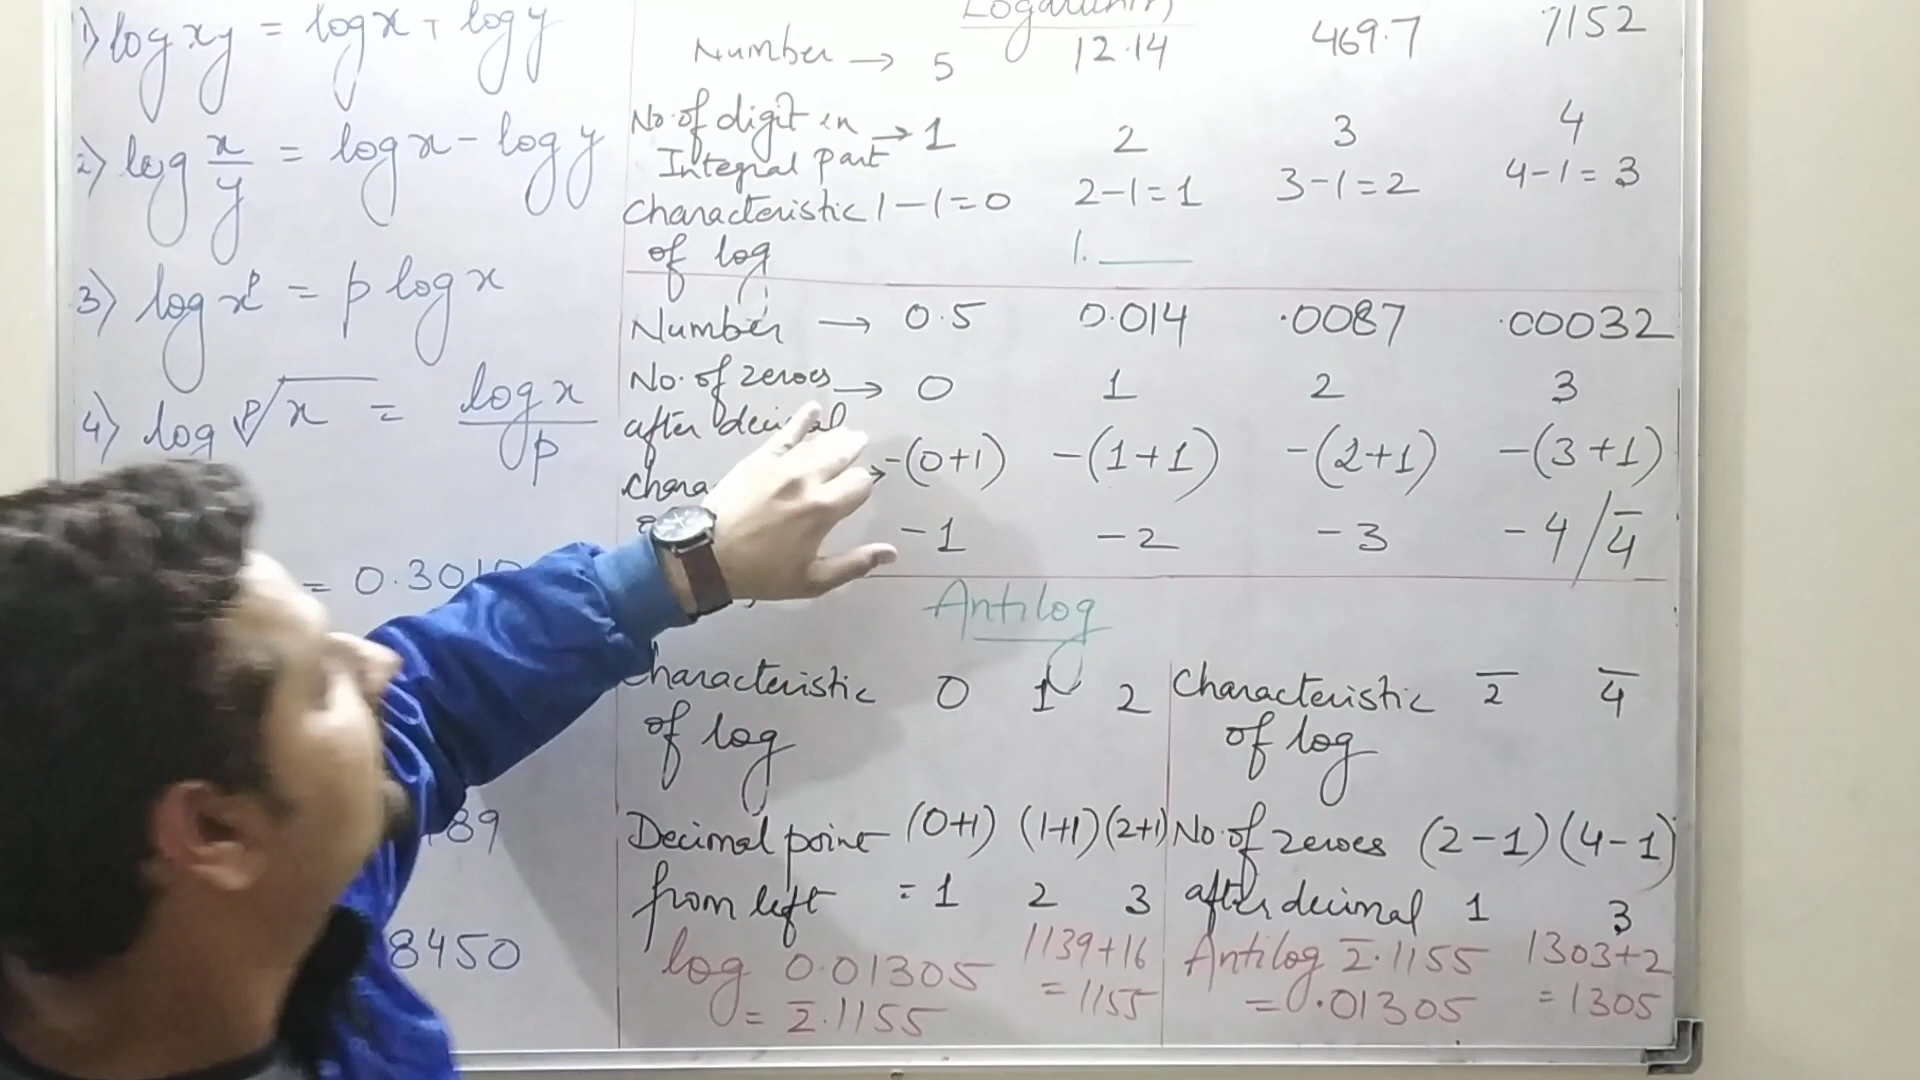 1) log xy = log x + log y
2) log x/y = log x - log y
3) log x^p = p log x
4) log p√x = log x / p
= 0.3010
89
8450
Logarithm
Number → 5 12.14 469.7 7152
No. of digit in → 1 2 3 4
Integral part
Characteristic 1-1=0 2-1=1 3-1=2 4-1=3
of log 1.____
Number → 0.5 0.014 .0087 .00032
No. of zeroes → 0 1 2 3
after decimal
Chara → -(0+1) -(1+1) -(2+1) -(3+1)
-1 -2 -3 -4/4̅
Antilog
Characteristic 0 1 2
of log
Decimal point (0+1) (1+1) (2+1)
from left = 1 2 3
log 0.01305 1139+16
= 2̅.1155 = 1155
Characteristic 2̅ 4̅
of log
No. of zeroes (2-1) (4-1)
after decimal 1 3
Antilog 2̅.1155 1303+2
= 0.01305 = 1305